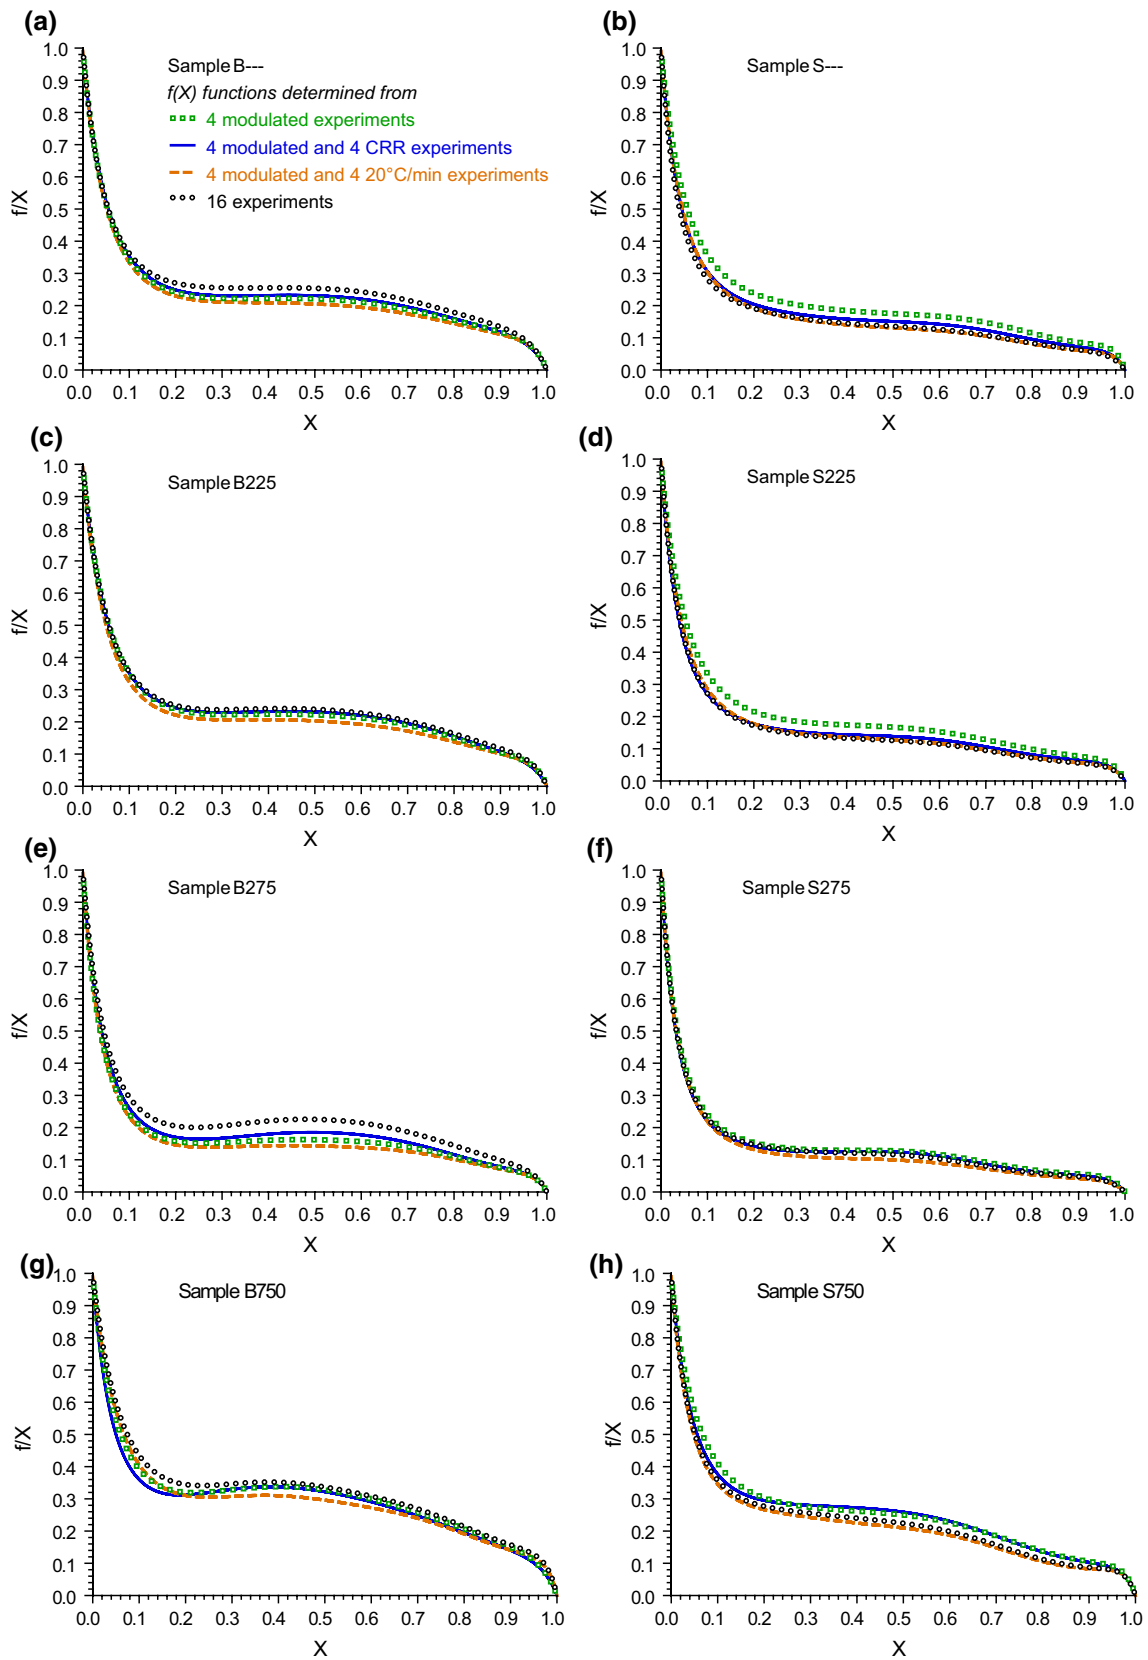 (a)
1.0
0.9
0.8
0.7
0.6
0.5
0.4
0.3
0.2
0.1
0.0
f/X
Sample B---
f(X) functions determined from
4 modulated experiments
4 modulated and 4 CRR experiments
4 modulated and 4 20°C/min experiments
16 experiments
0.0 0.1 0.2 0.3 0.4 0.5 0.6 0.7 0.8 0.9 1.0
X
(b)
1.0
0.9
0.8
0.7
0.6
0.5
0.4
0.3
0.2
0.1
0.0
f/X
Sample S---
0.0 0.1 0.2 0.3 0.4 0.5 0.6 0.7 0.8 0.9 1.0
X
(c)
1.0
0.9
0.8
0.7
0.6
0.5
0.4
0.3
0.2
0.1
0.0
f/X
Sample B225
0.0 0.1 0.2 0.3 0.4 0.5 0.6 0.7 0.8 0.9 1.0
X
(d)
1.0
0.9
0.8
0.7
0.6
0.5
0.4
0.3
0.2
0.1
0.0
f/X
Sample S225
0.0 0.1 0.2 0.3 0.4 0.5 0.6 0.7 0.8 0.9 1.0
X
(e)
1.0
0.9
0.8
0.7
0.6
0.5
0.4
0.3
0.2
0.1
0.0
f/X
Sample B275
0.0 0.1 0.2 0.3 0.4 0.5 0.6 0.7 0.8 0.9 1.0
X
(f)
1.0
0.9
0.8
0.7
0.6
0.5
0.4
0.3
0.2
0.1
0.0
f/X
Sample S275
0.0 0.1 0.2 0.3 0.4 0.5 0.6 0.7 0.8 0.9 1.0
X
(g)
1.0
0.9
0.8
0.7
0.6
0.5
0.4
0.3
0.2
0.1
0.0
f/X
Sample B750
0.0 0.1 0.2 0.3 0.4 0.5 0.6 0.7 0.8 0.9 1.0
X
(h)
1.0
0.9
0.8
0.7
0.6
0.5
0.4
0.3
0.2
0.1
0.0
f/X
Sample S750
0.0 0.1 0.2 0.3 0.4 0.5 0.6 0.7 0.8 0.9 1.0
X